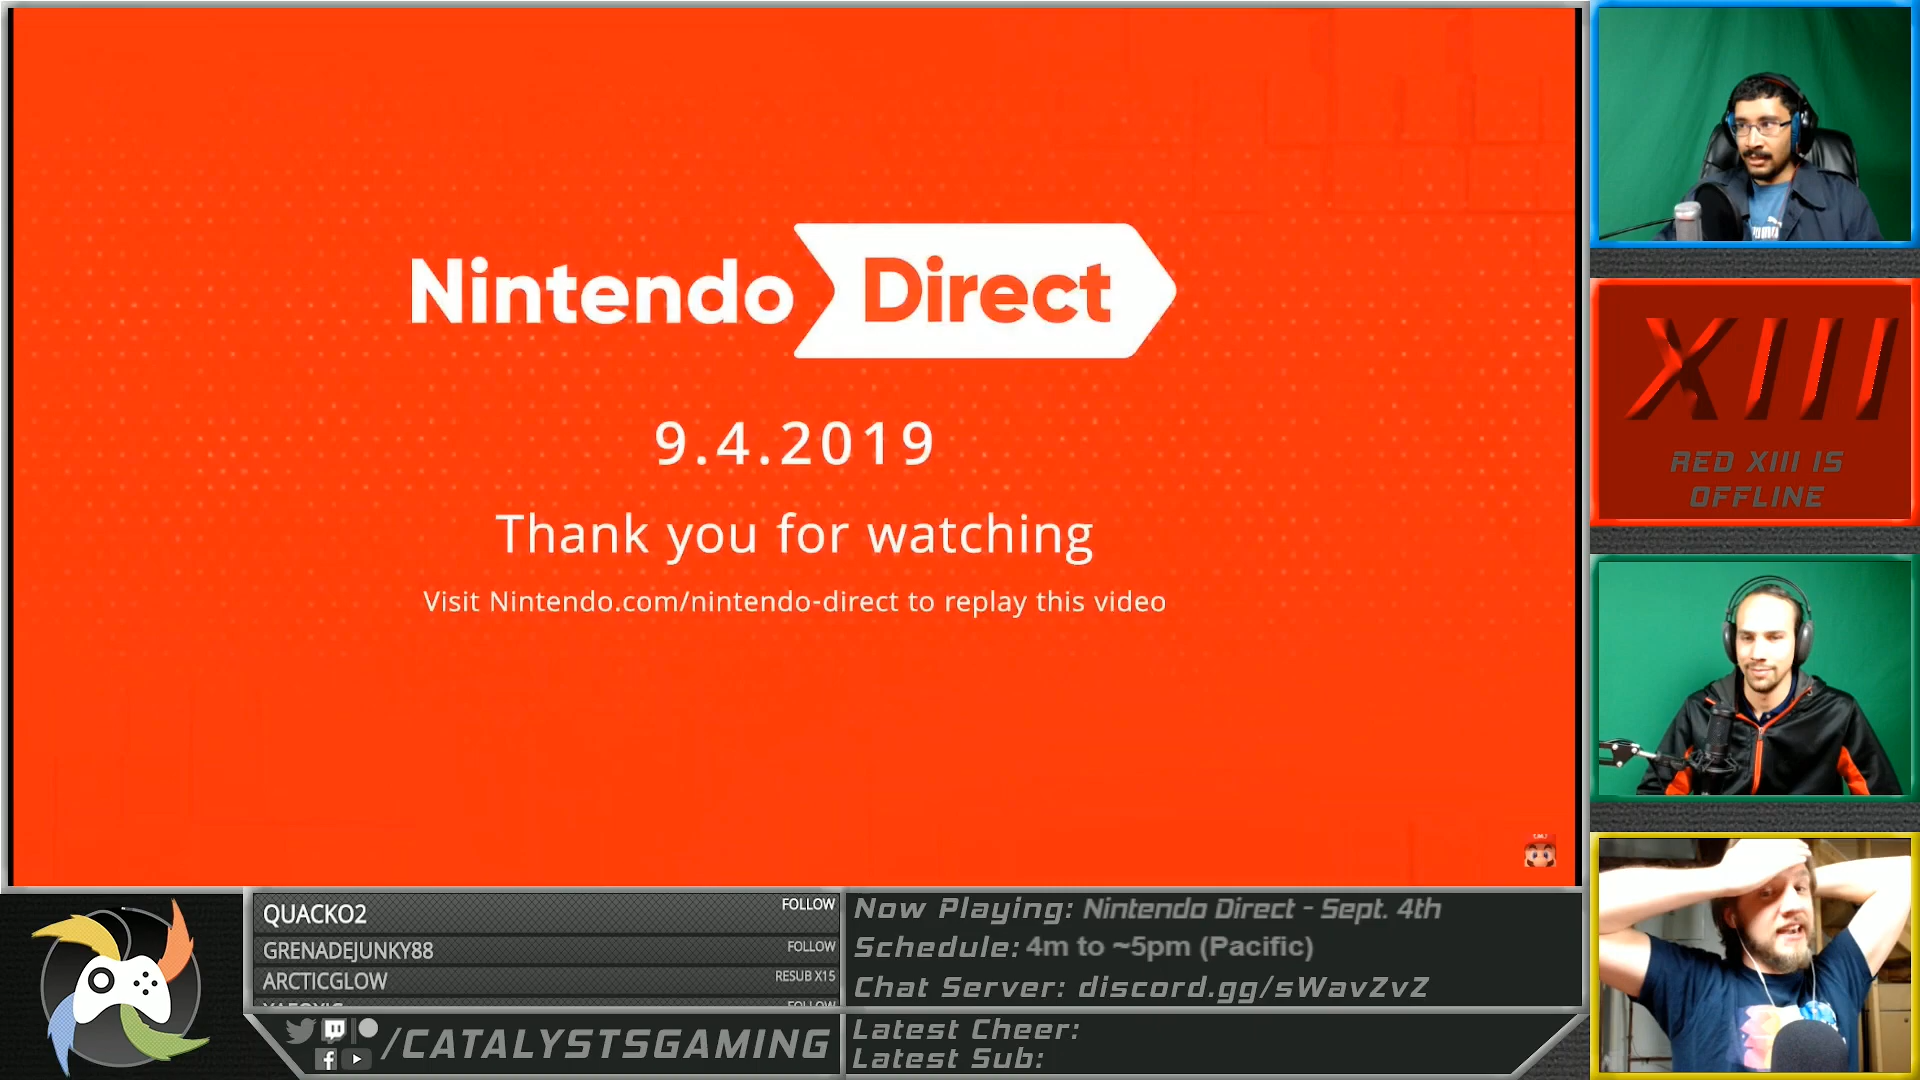 Nintendo Direct
9.4.2019
Thank you for watching
Visit Nintendo.com/nintendo-direct to replay this video
XIII
RED XIII IS
OFFLINE
QUACKO2 FOLLOW
GRENADEJUNKY88 FOLLOW
ARCTICGLOW RESUB X15
FOLLOW
/CATALYSTSGAMING
Now Playing: Nintendo Direct - Sept. 4th
Schedule: 4m to ~5pm (Pacific)
Chat Server: discord.gg/sWavZvZ
Latest Cheer:
Latest Sub: